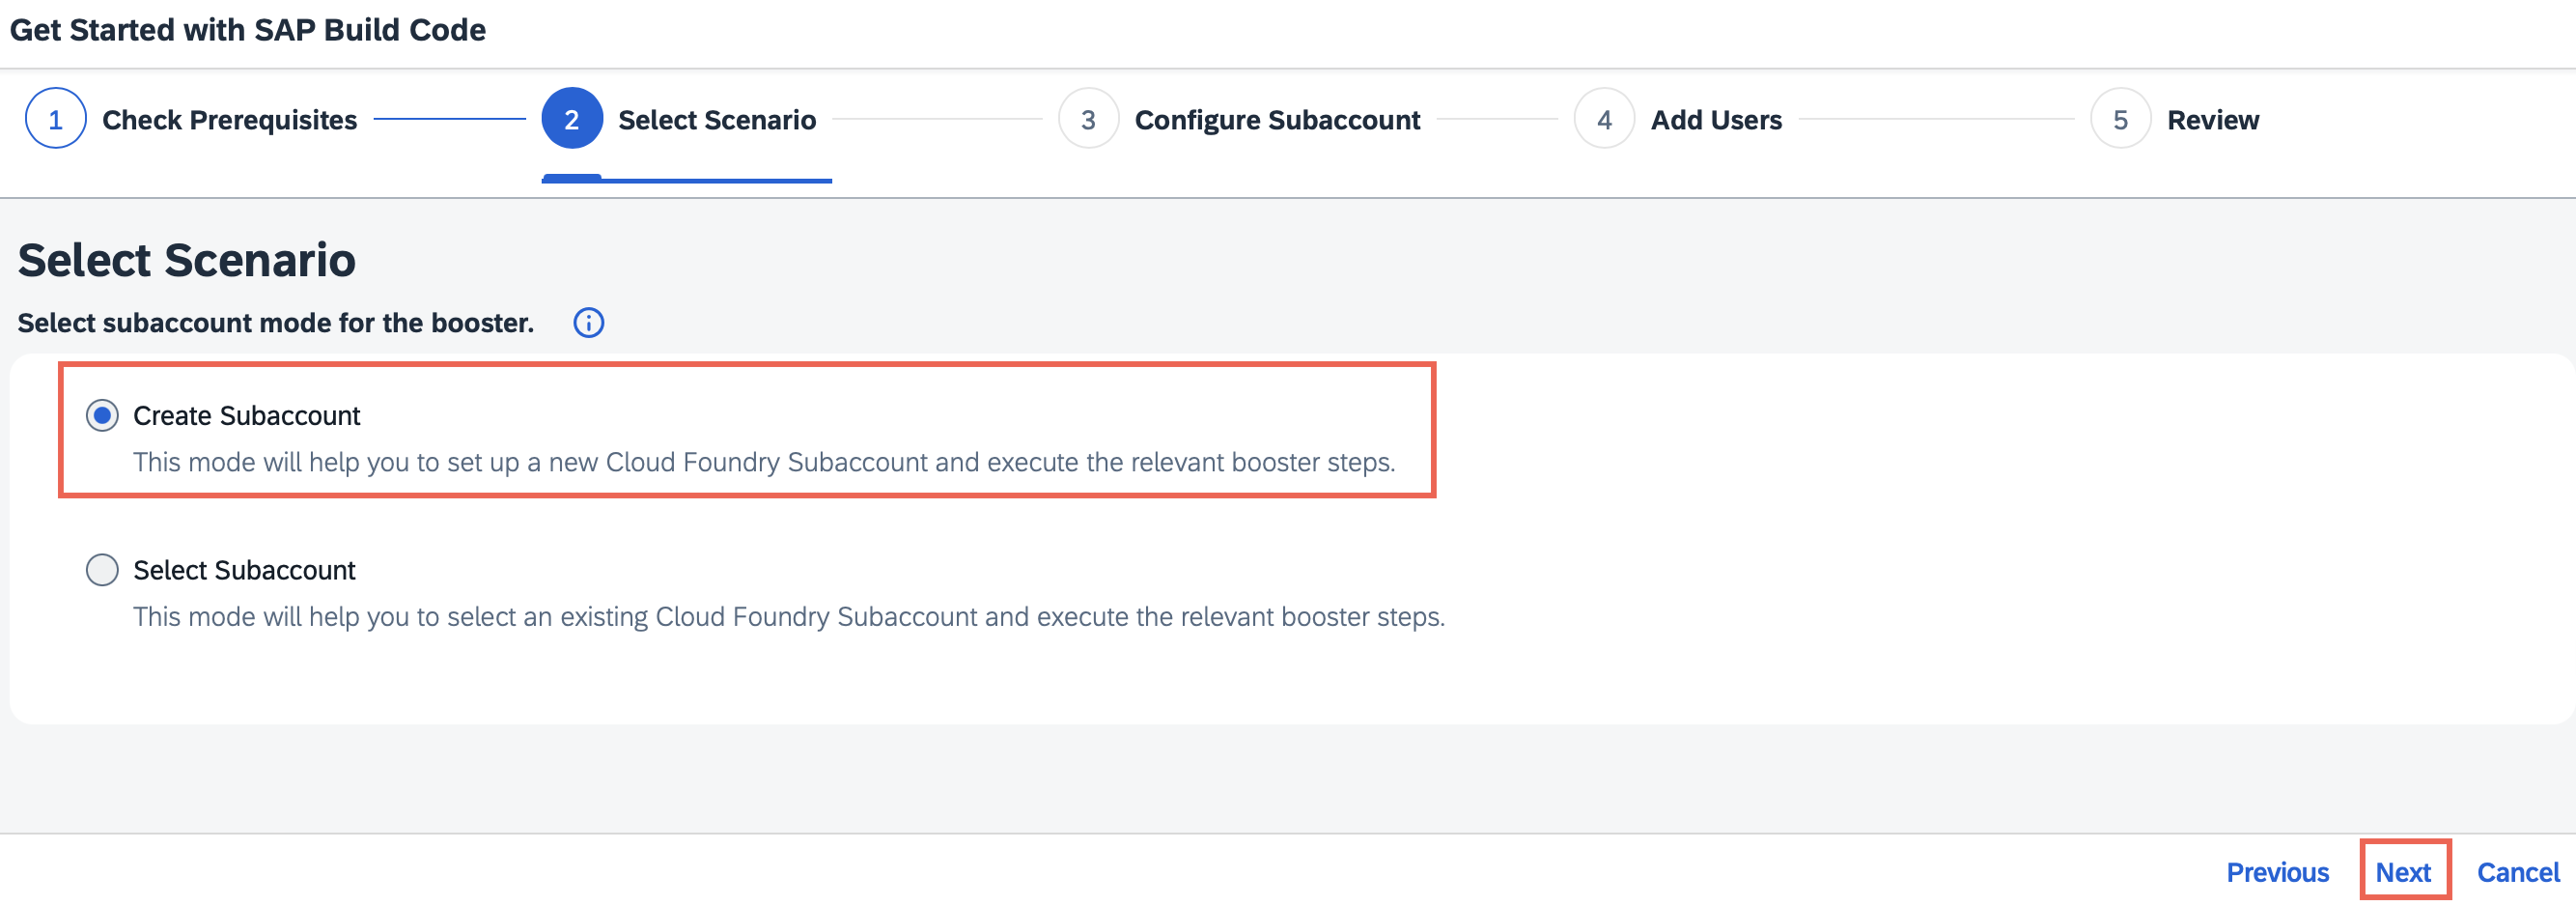 Get Started with SAP Build Code
1 Check Prerequisites 2 Select Scenario 3 Configure Subaccount 4 Add Users 5 Review
Select Scenario
Select subaccount mode for the booster.
Create Subaccount
This mode will help you to set up a new Cloud Foundry Subaccount and execute the relevant booster steps.
Select Subaccount
This mode will help you to select an existing Cloud Foundry Subaccount and execute the relevant booster steps.
Previous Next Cancel